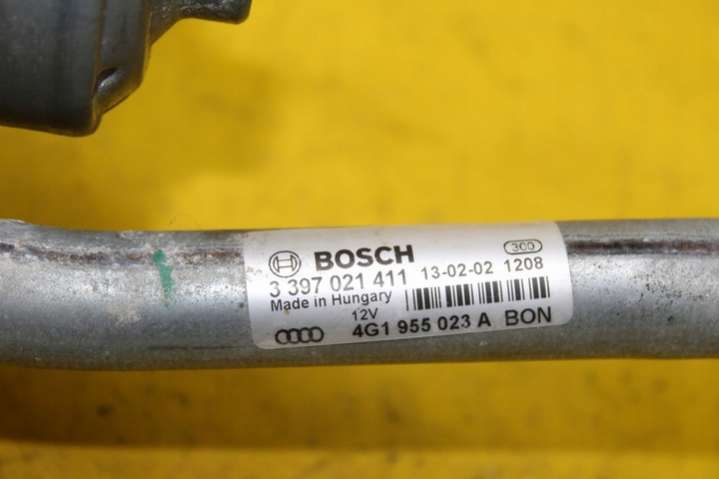 BOSCH 300
3 397 021 411 13-02-02 1208
Made in Hungary
12V
4G1 955 023 A BON